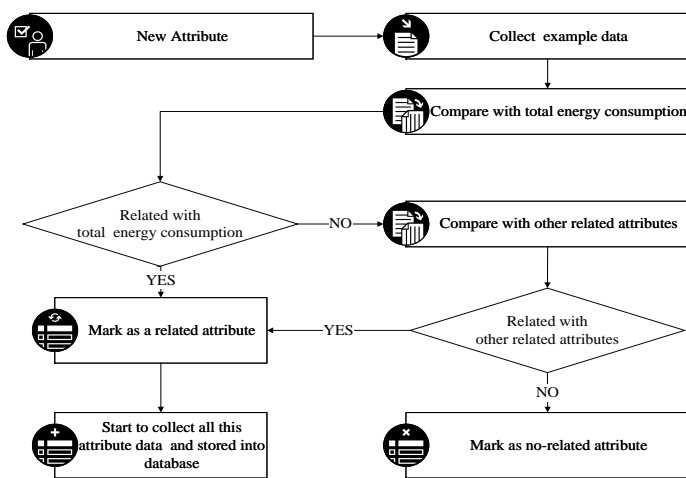 New Attribute
Collect example data
Compare with total energy consumption
Related with
total energy consumption
NO
Compare with other related attributes
YES
Mark as a related attribute
YES
Related with
other related attributes
NO
Start to collect all this
attribute data and stored into
database
Mark as no-related attribute